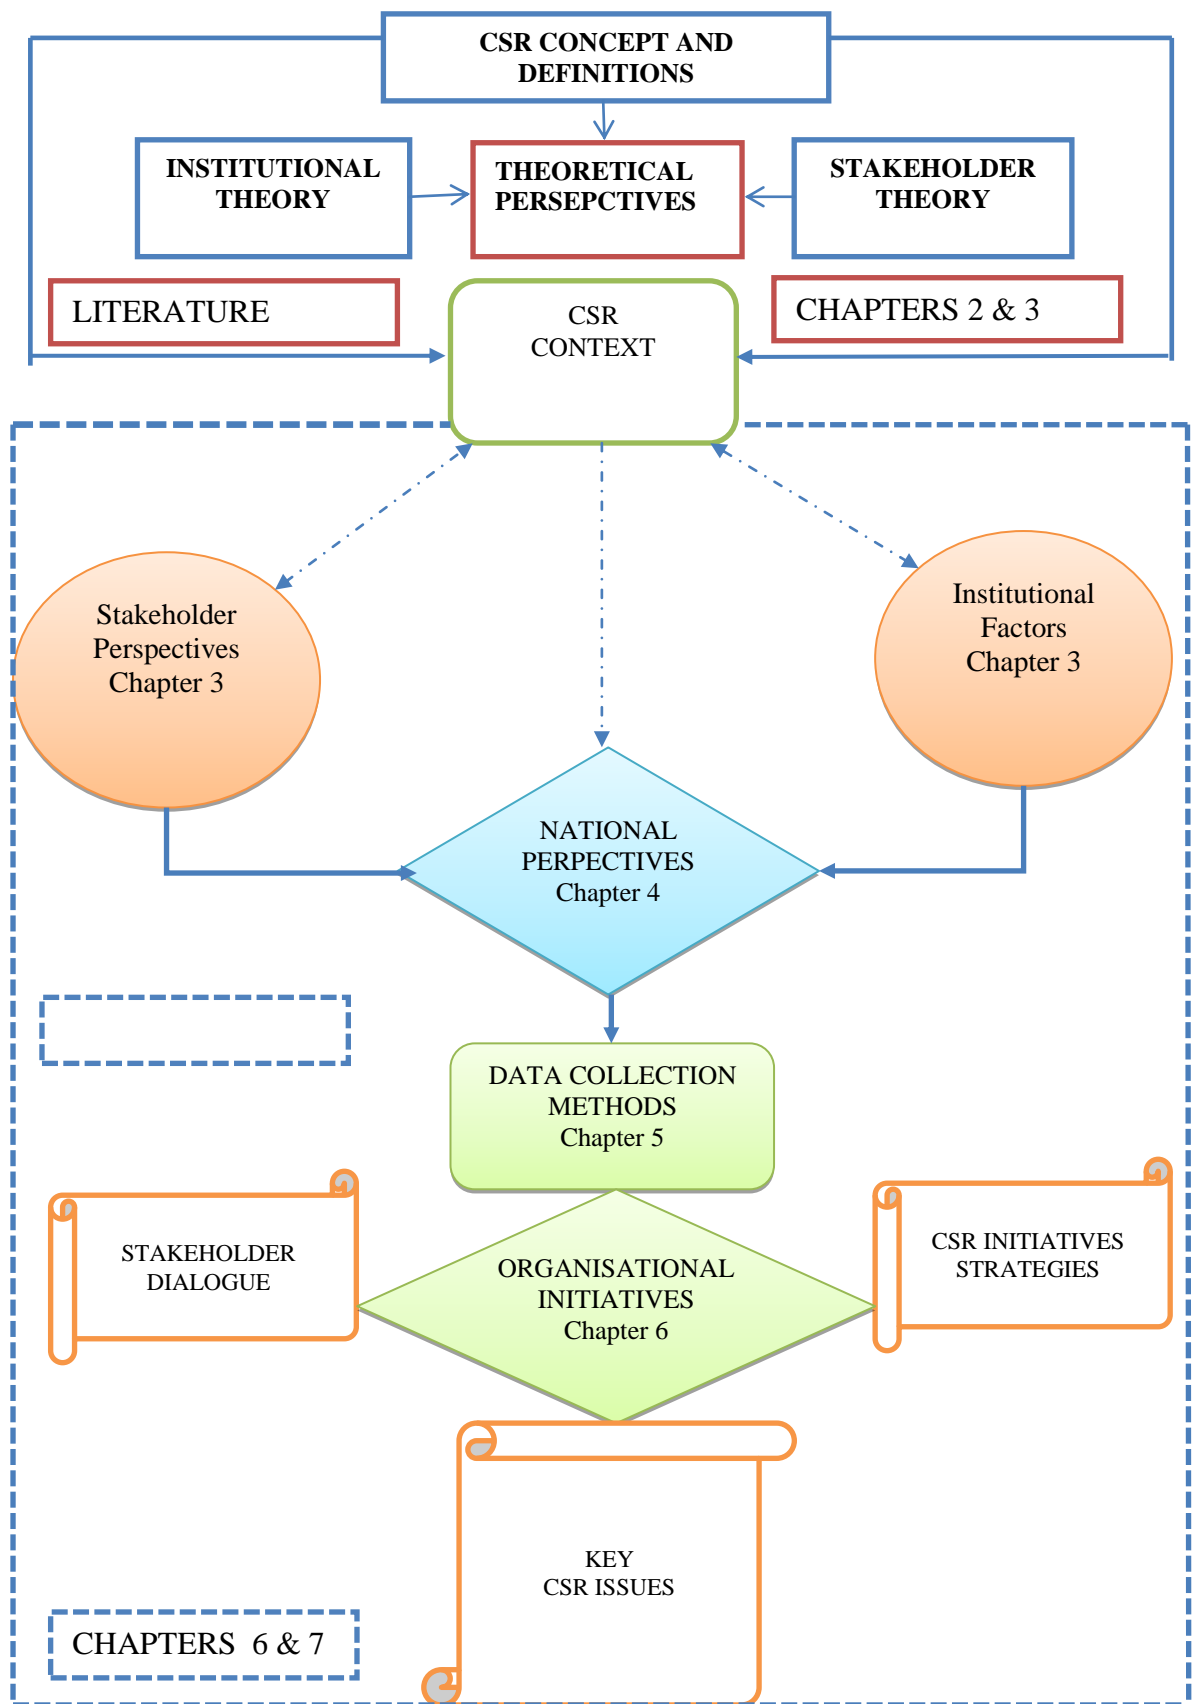 CSR CONCEPT AND
DEFINITIONS
INSTITUTIONAL
THEORY
THEORETICAL
PERSEPCTIVES
STAKEHOLDER
THEORY
LITERATURE
CSR
CONTEXT
CHAPTERS 2 & 3
Stakeholder
Perspectives
Chapter 3
Institutional
Factors
Chapter 3
NATIONAL
PERPECTIVES
Chapter 4
DATA COLLECTION
METHODS
Chapter 5
STAKEHOLDER
DIALOGUE
ORGANISATIONAL
INITIATIVES
Chapter 6
CSR INITIATIVES
STRATEGIES
KEY
CSR ISSUES
CHAPTERS 6 & 7